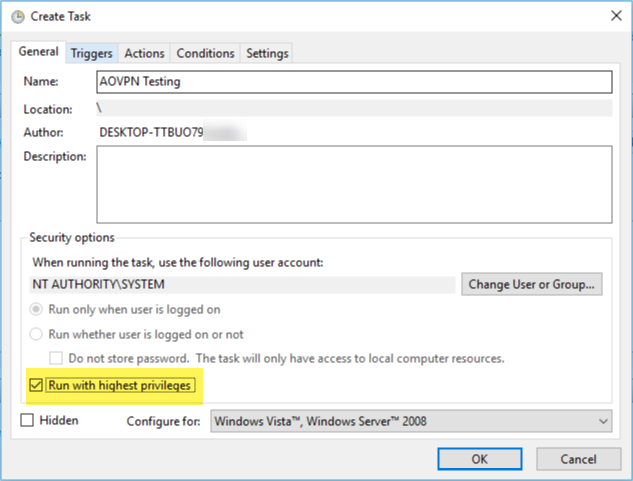 Create Task
General Triggers Actions Conditions Settings
Name: AOVPN Testing
Location: \
Author: DESKTOP-TTBUO79
Description:
Security options
When running the task, use the following user account:
NT AUTHORITY\SYSTEM Change User or Group...
Run only when user is logged on
Run whether user is logged on or not
Do not store password. The task will only have access to local computer resources.
Run with highest privileges
Hidden Configure for: Windows Vista™, Windows Server™ 2008
OK Cancel